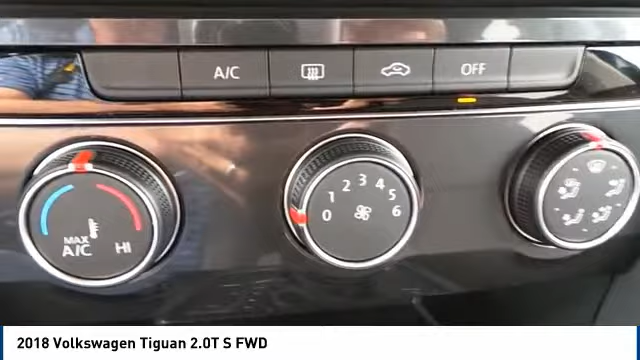 A/C OFF
0 1 2 3 4 5 6
MAX
A/C HI
2018 Volkswagen Tiguan 2.0T S FWD